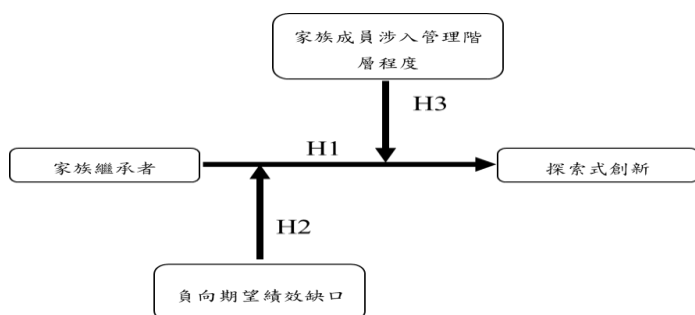 家族成員涉入管理階
層程度
H3
H1
家族繼承者
探索式創新
H2
負向期望績效缺口